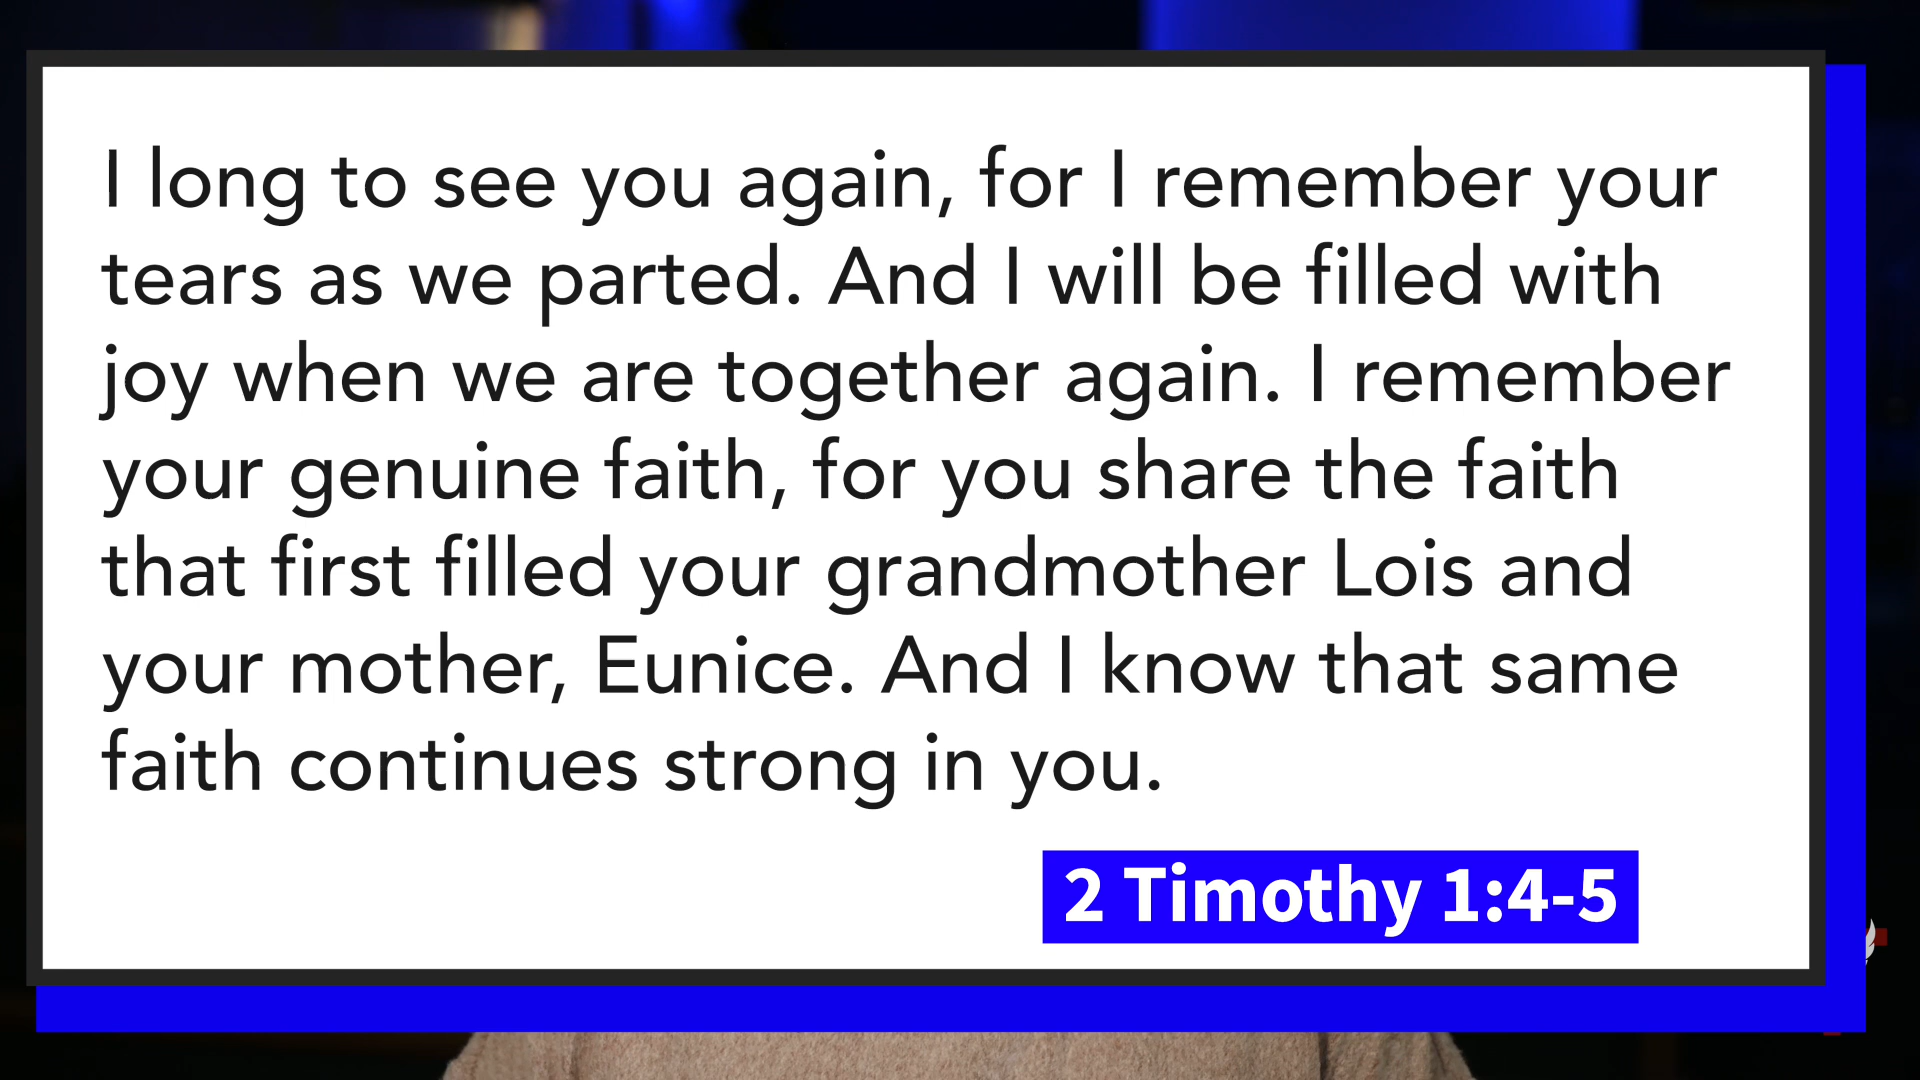 I long to see you again, for I remember your
tears as we parted. And I will be filled with
joy when we are together again. I remember
your genuine faith, for you share the faith
that first filled your grandmother Lois and
your mother, Eunice. And I know that same
faith continues strong in you.
2 Timothy 1:4-5